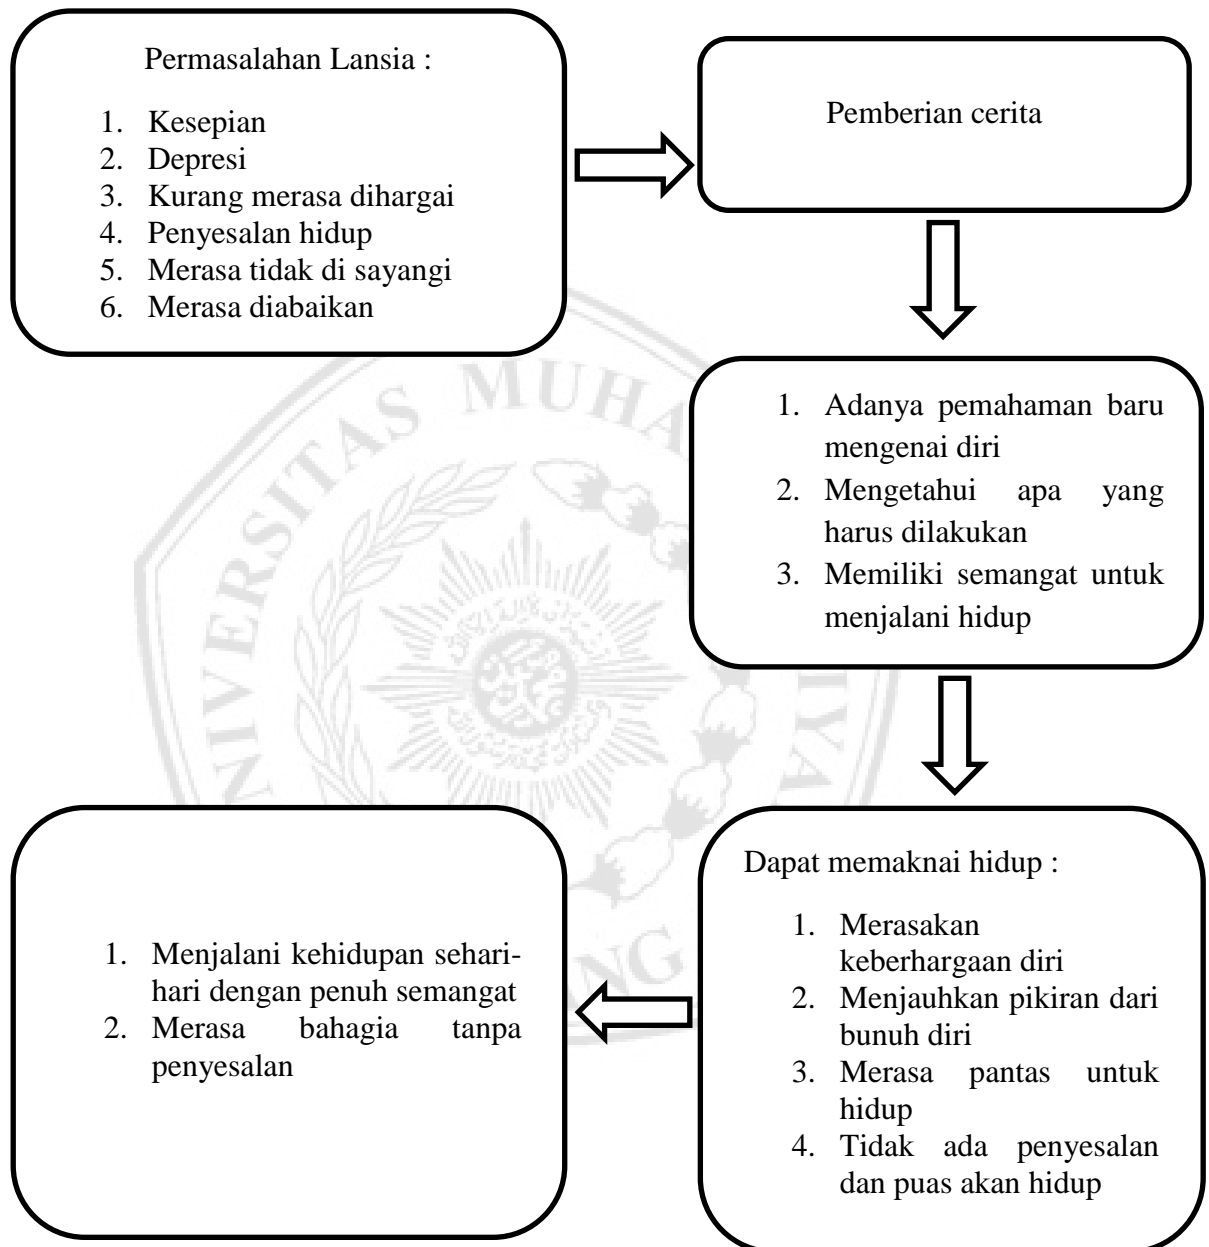 Permasalahan Lansia :
1. Kesepian
2. Depresi
3. Kurang merasa dihargai
4. Penyesalan hidup
5. Merasa tidak di sayangi
6. Merasa diabaikan
Pemberian cerita
1. Adanya pemahaman baru
mengenai diri
2. Mengetahui apa yang
harus dilakukan
3. Memiliki semangat untuk
menjalani hidup
Dapat memaknai hidup :
1. Merasakan
keberhargaan diri
2. Menjauhkan pikiran dari
bunuh diri
3. Merasa pantas untuk
hidup
4. Tidak ada penyesalan
dan puas akan hidup
1. Menjalani kehidupan sehari-
hari dengan penuh semangat
2. Merasa bahagia tanpa
penyesalan